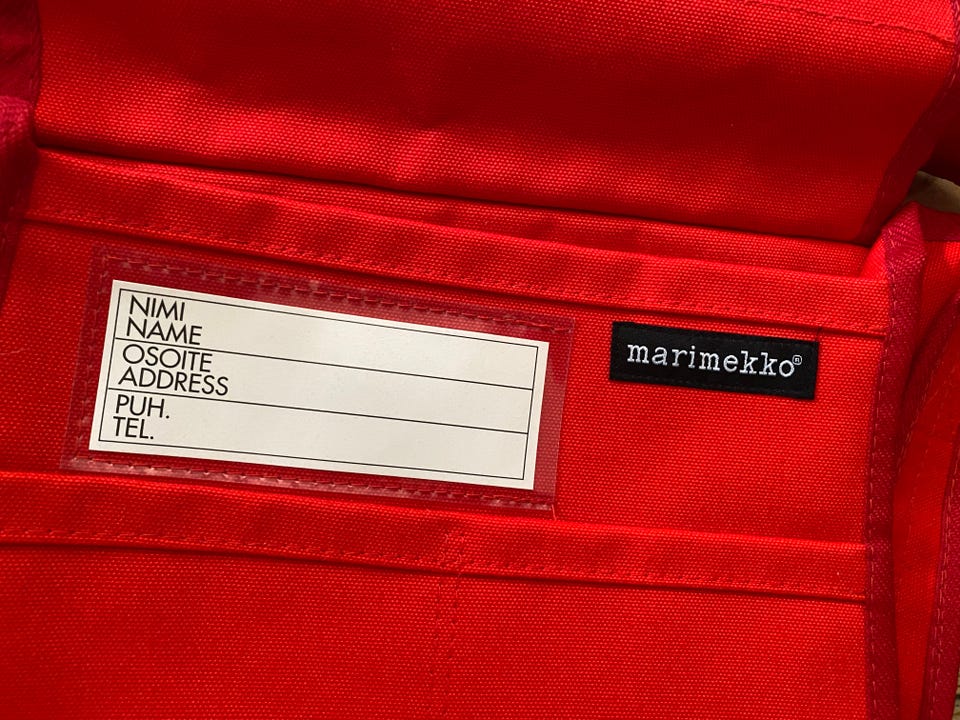 NIMI
NAME
OSOITE
ADDRESS
PUH.
TEL.
marimekko®